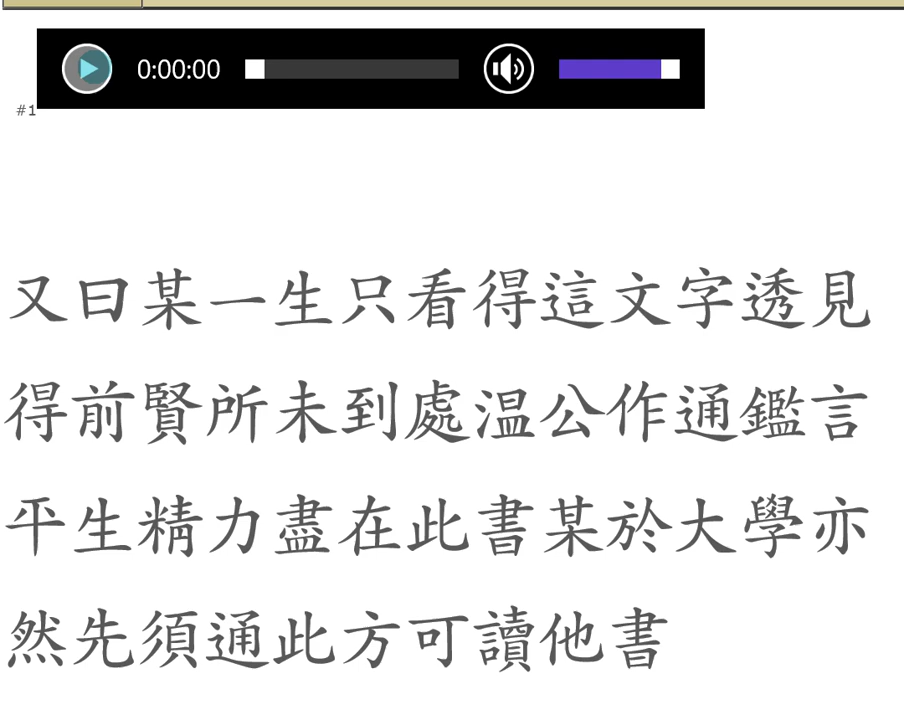 0:00:00
#1
又曰某一生只看得這文字透見
得前賢所未到處温公作通鑑言
平生精力盡在此書某於大學亦
然先須通此方可讀他書